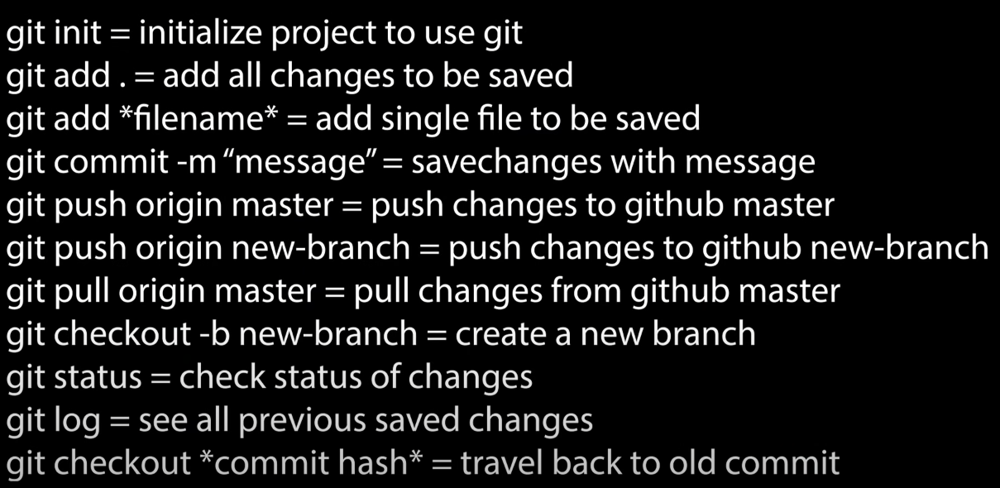 git init = initialize project to use git
git add . = add all changes to be saved
git add *filename* = add single file to be saved
git commit -m “message” = savechanges with message
git push origin master = push changes to github master
git push origin new-branch = push changes to github new-branch
git pull origin master = pull changes from github master
git checkout -b new-branch = create a new branch
git status = check status of changes
git log = see all previous saved changes
git checkout *commit hash* = travel back to old commit